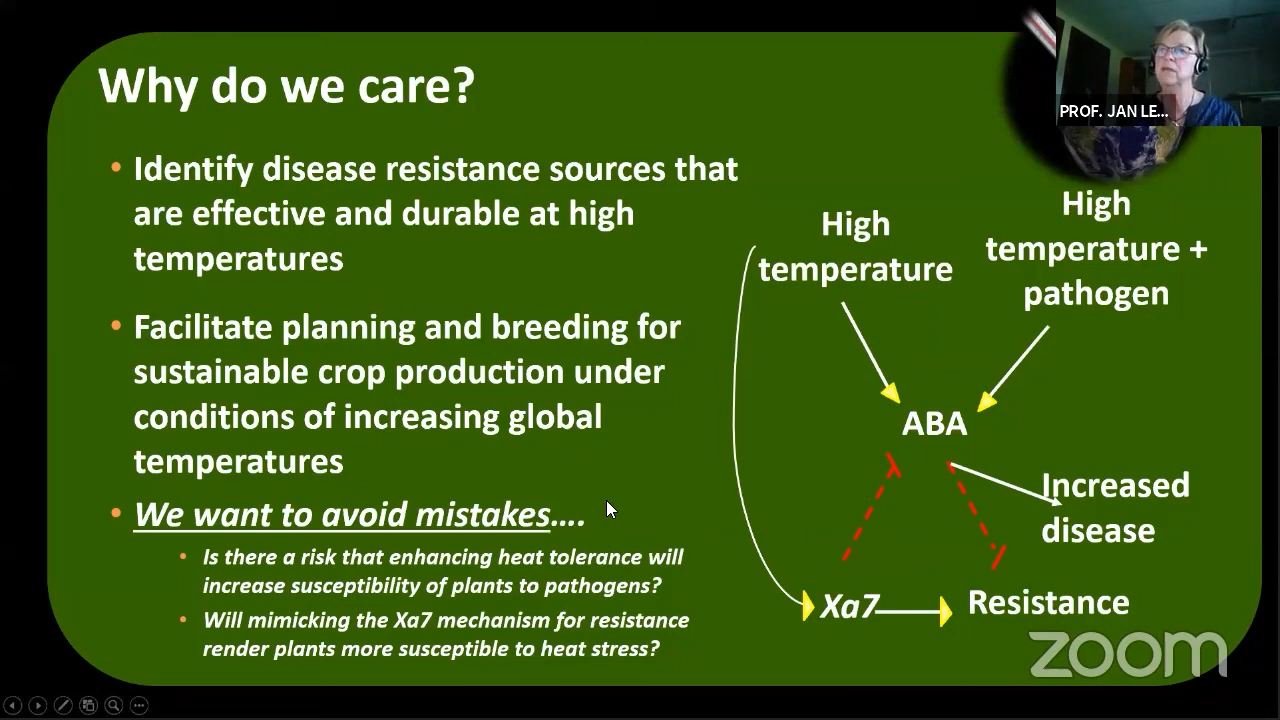 Why do we care?
PROF. JAN LE...
• Identify disease resistance sources that
are effective and durable at high
temperatures
• Facilitate planning and breeding for
sustainable crop production under
conditions of increasing global
temperatures
• We want to avoid mistakes....
• Is there a risk that enhancing heat tolerance will
increase susceptibility of plants to pathogens?
• Will mimicking the Xa7 mechanism for resistance
render plants more susceptible to heat stress?
High
temperature
High
temperature +
pathogen
ABA
Increased
disease
Xa7
Resistance
zoom